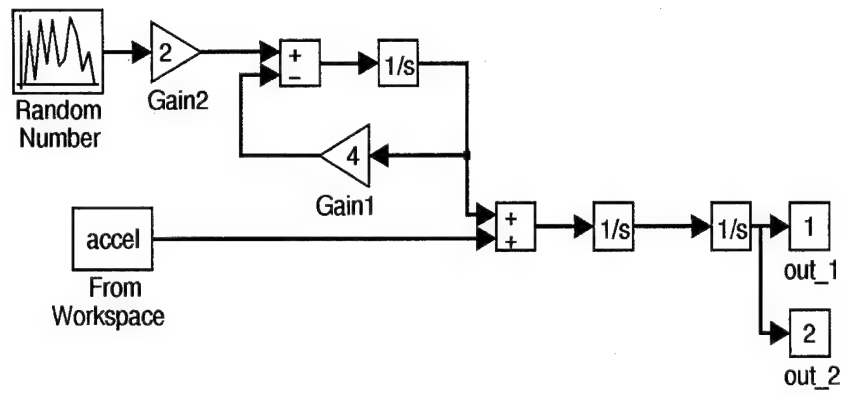 2
+
−
1/s
Random
Number
Gain2
4
Gain1
accel
From
Workspace
+
+
1/s
1/s
1
out_1
2
out_2